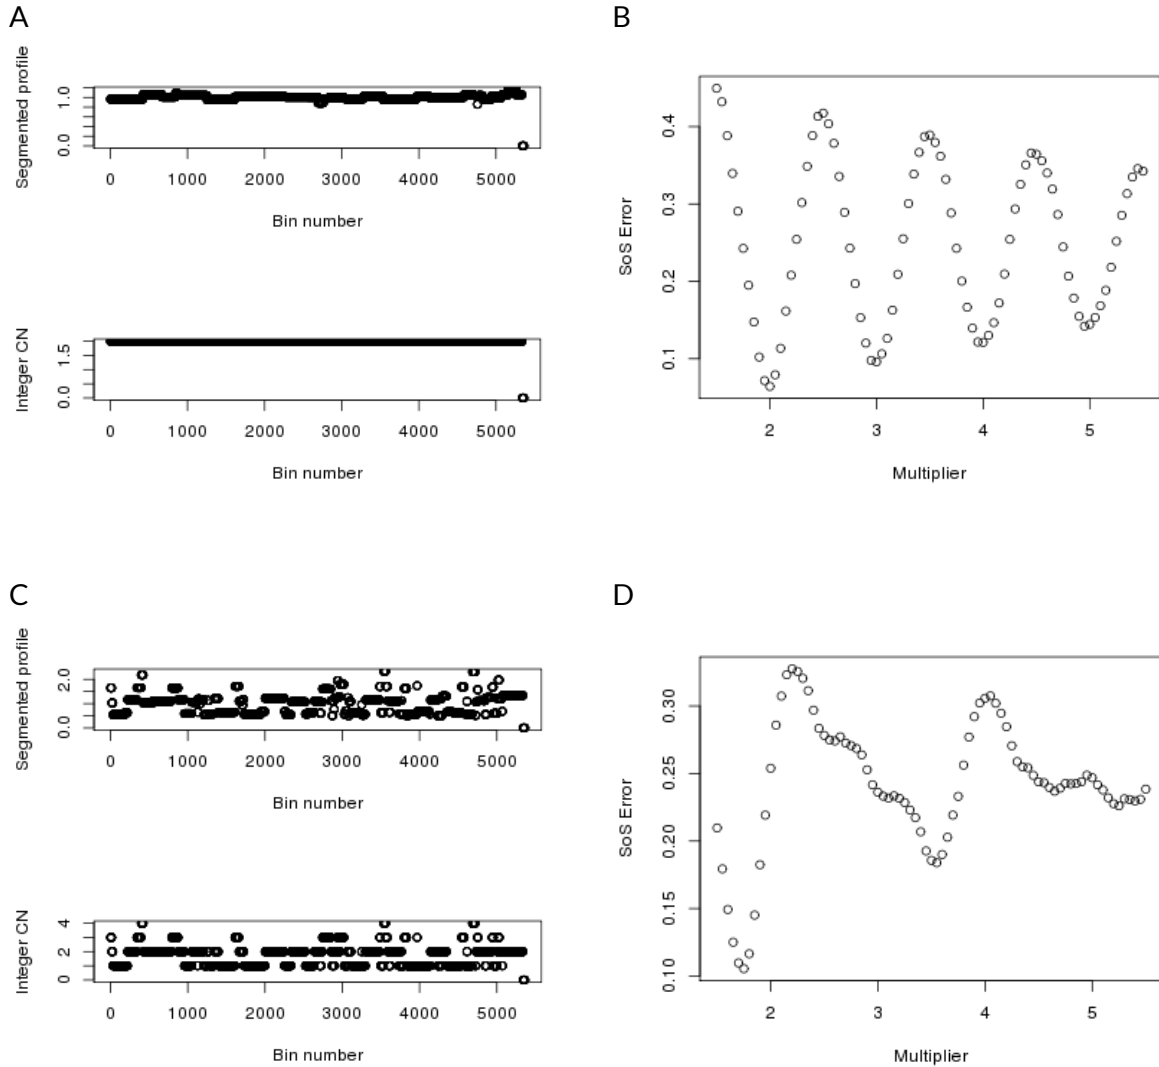 A
Segmented profile
1.0
0.0
0 1000 2000 3000 4000 5000
Bin number
Integer CN
1.5
0.0
0 1000 2000 3000 4000 5000
Bin number
B
SoS Error
0.4
0.3
0.2
0.1
2 3 4 5
Multiplier
C
Segmented profile
2.0
0.0
0 1000 2000 3000 4000 5000
Bin number
Integer CN
4
2
0
0 1000 2000 3000 4000 5000
Bin number
D
SoS Error
0.30
0.25
0.20
0.15
0.10
2 3 4 5
Multiplier